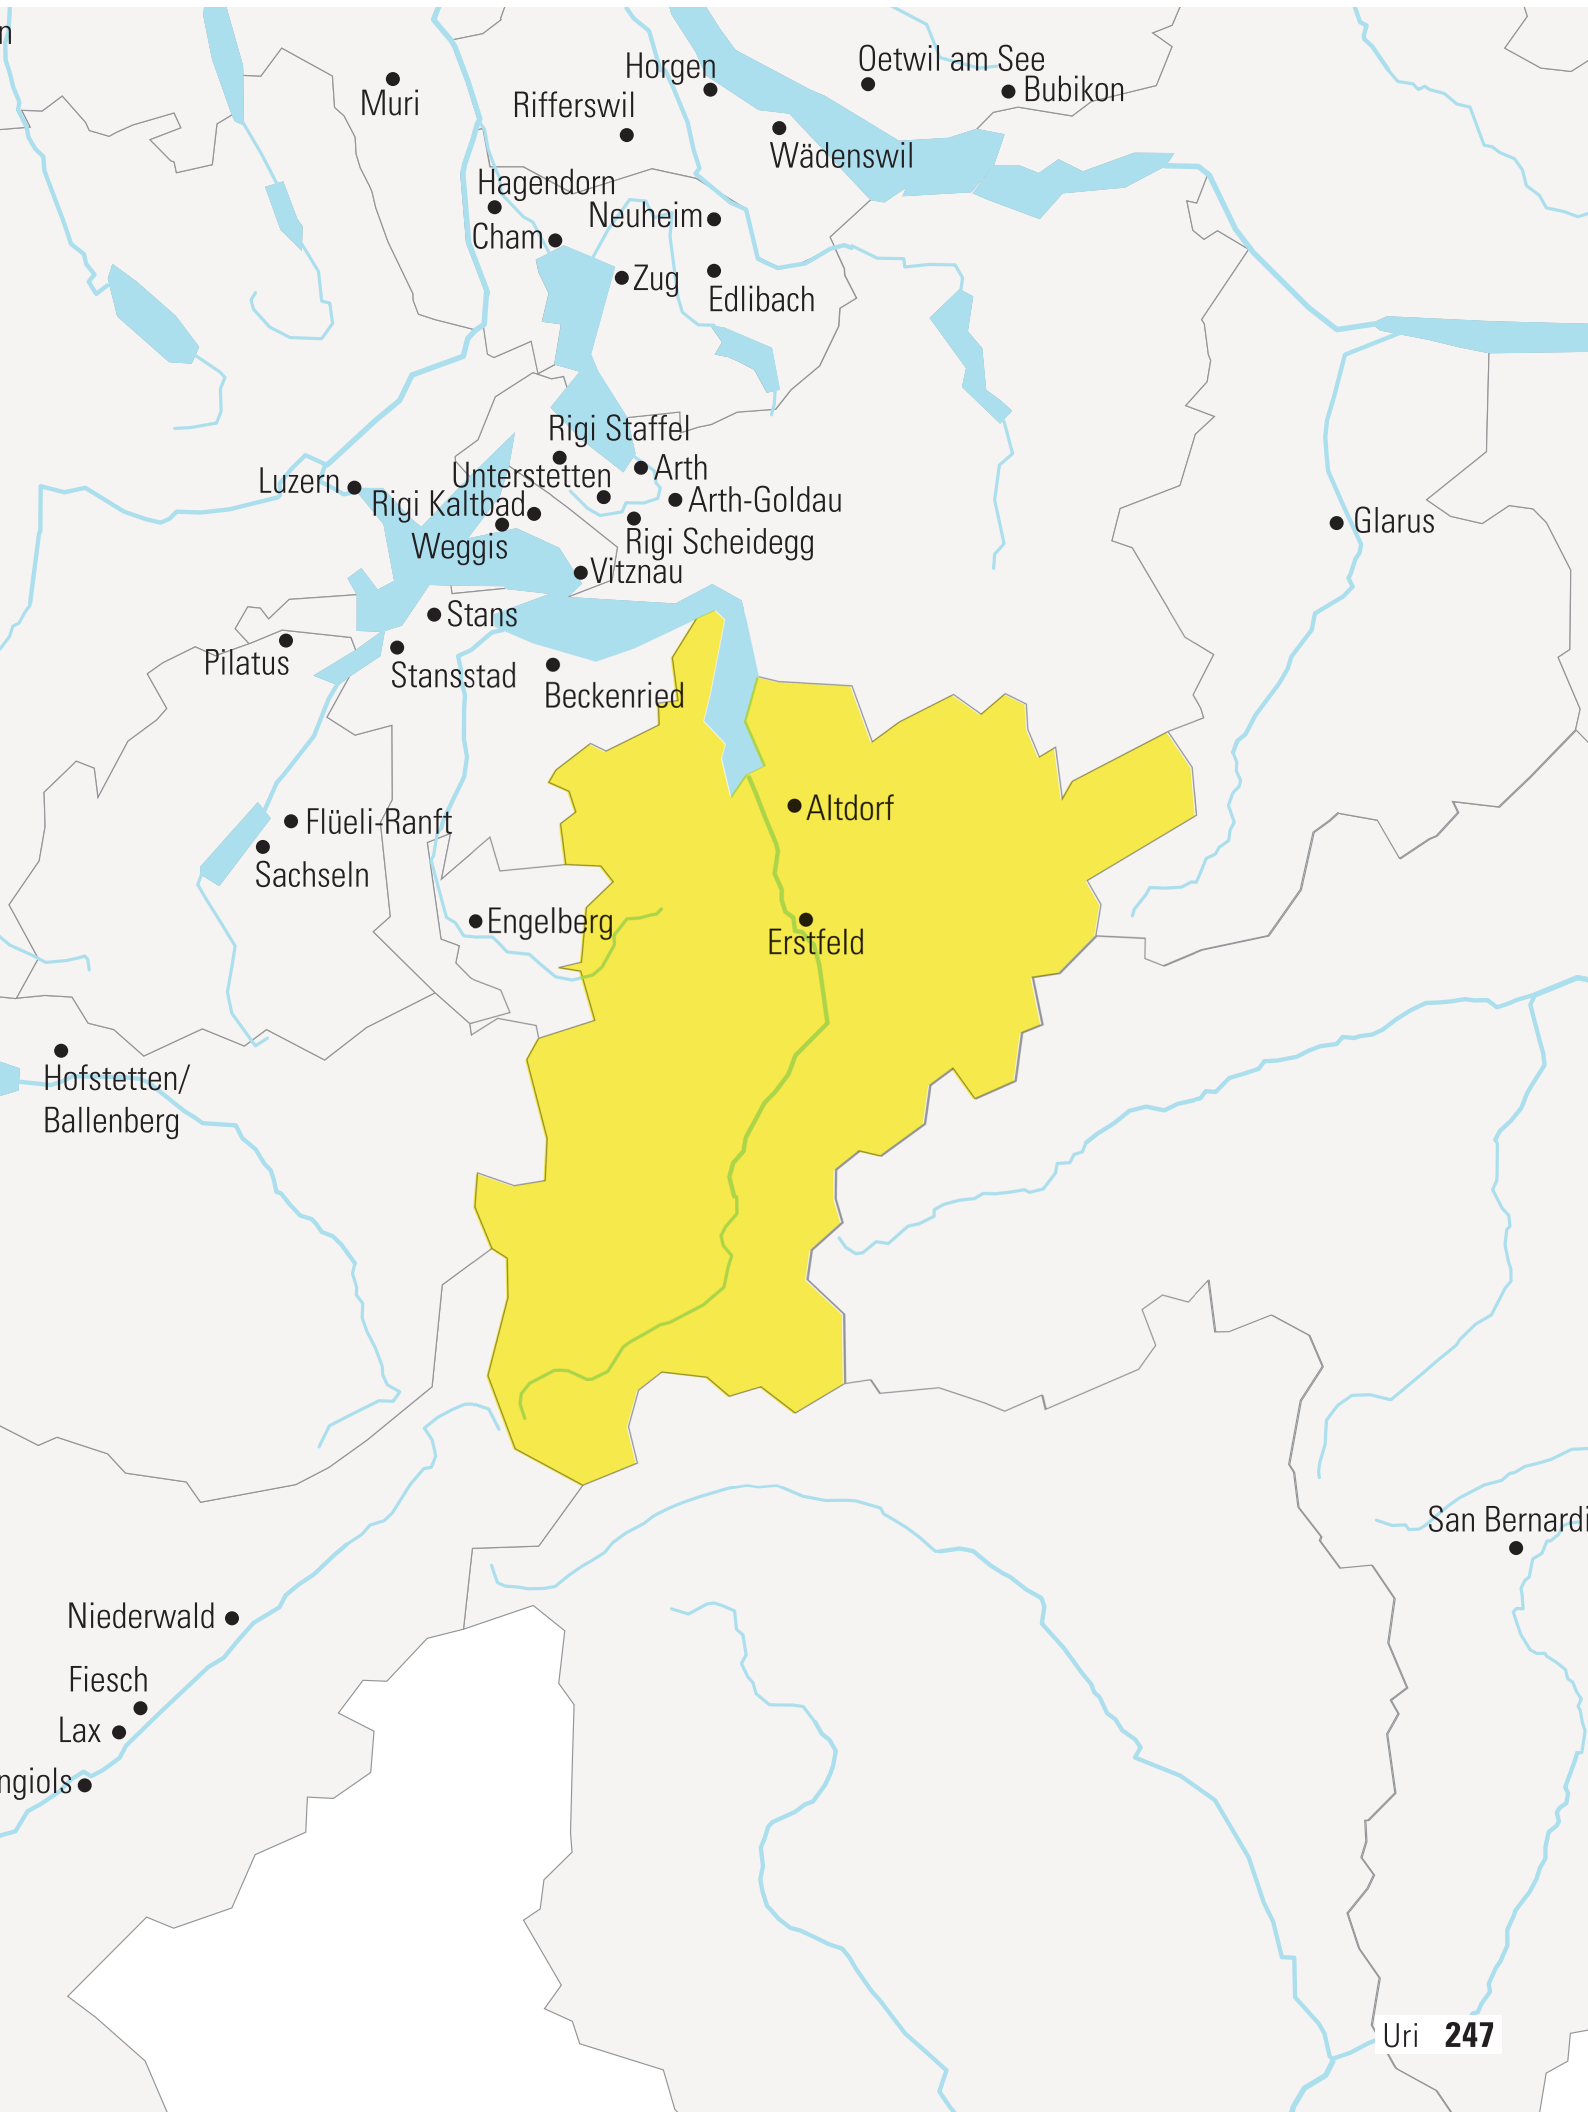 n
Muri
Horgen
Oetwil am See
Bubikon
Rifferswil
Wädenswil
Hagendorn
Neuheim
Cham
Zug
Edlibach
Rigi Staffel
Luzern
Unterstetten
Arth
Rigi Kaltbad
Arth-Goldau
Weggis
Rigi Scheidegg
Glarus
Vitznau
Stans
Pilatus
Stansstad
Beckenried
Altdorf
Flüeli-Ranft
Sachseln
Engelberg
Erstfeld
Hofstetten/
Ballenberg
San Bernardi
Niederwald
Fiesch
Lax
ngiols
Uri 247